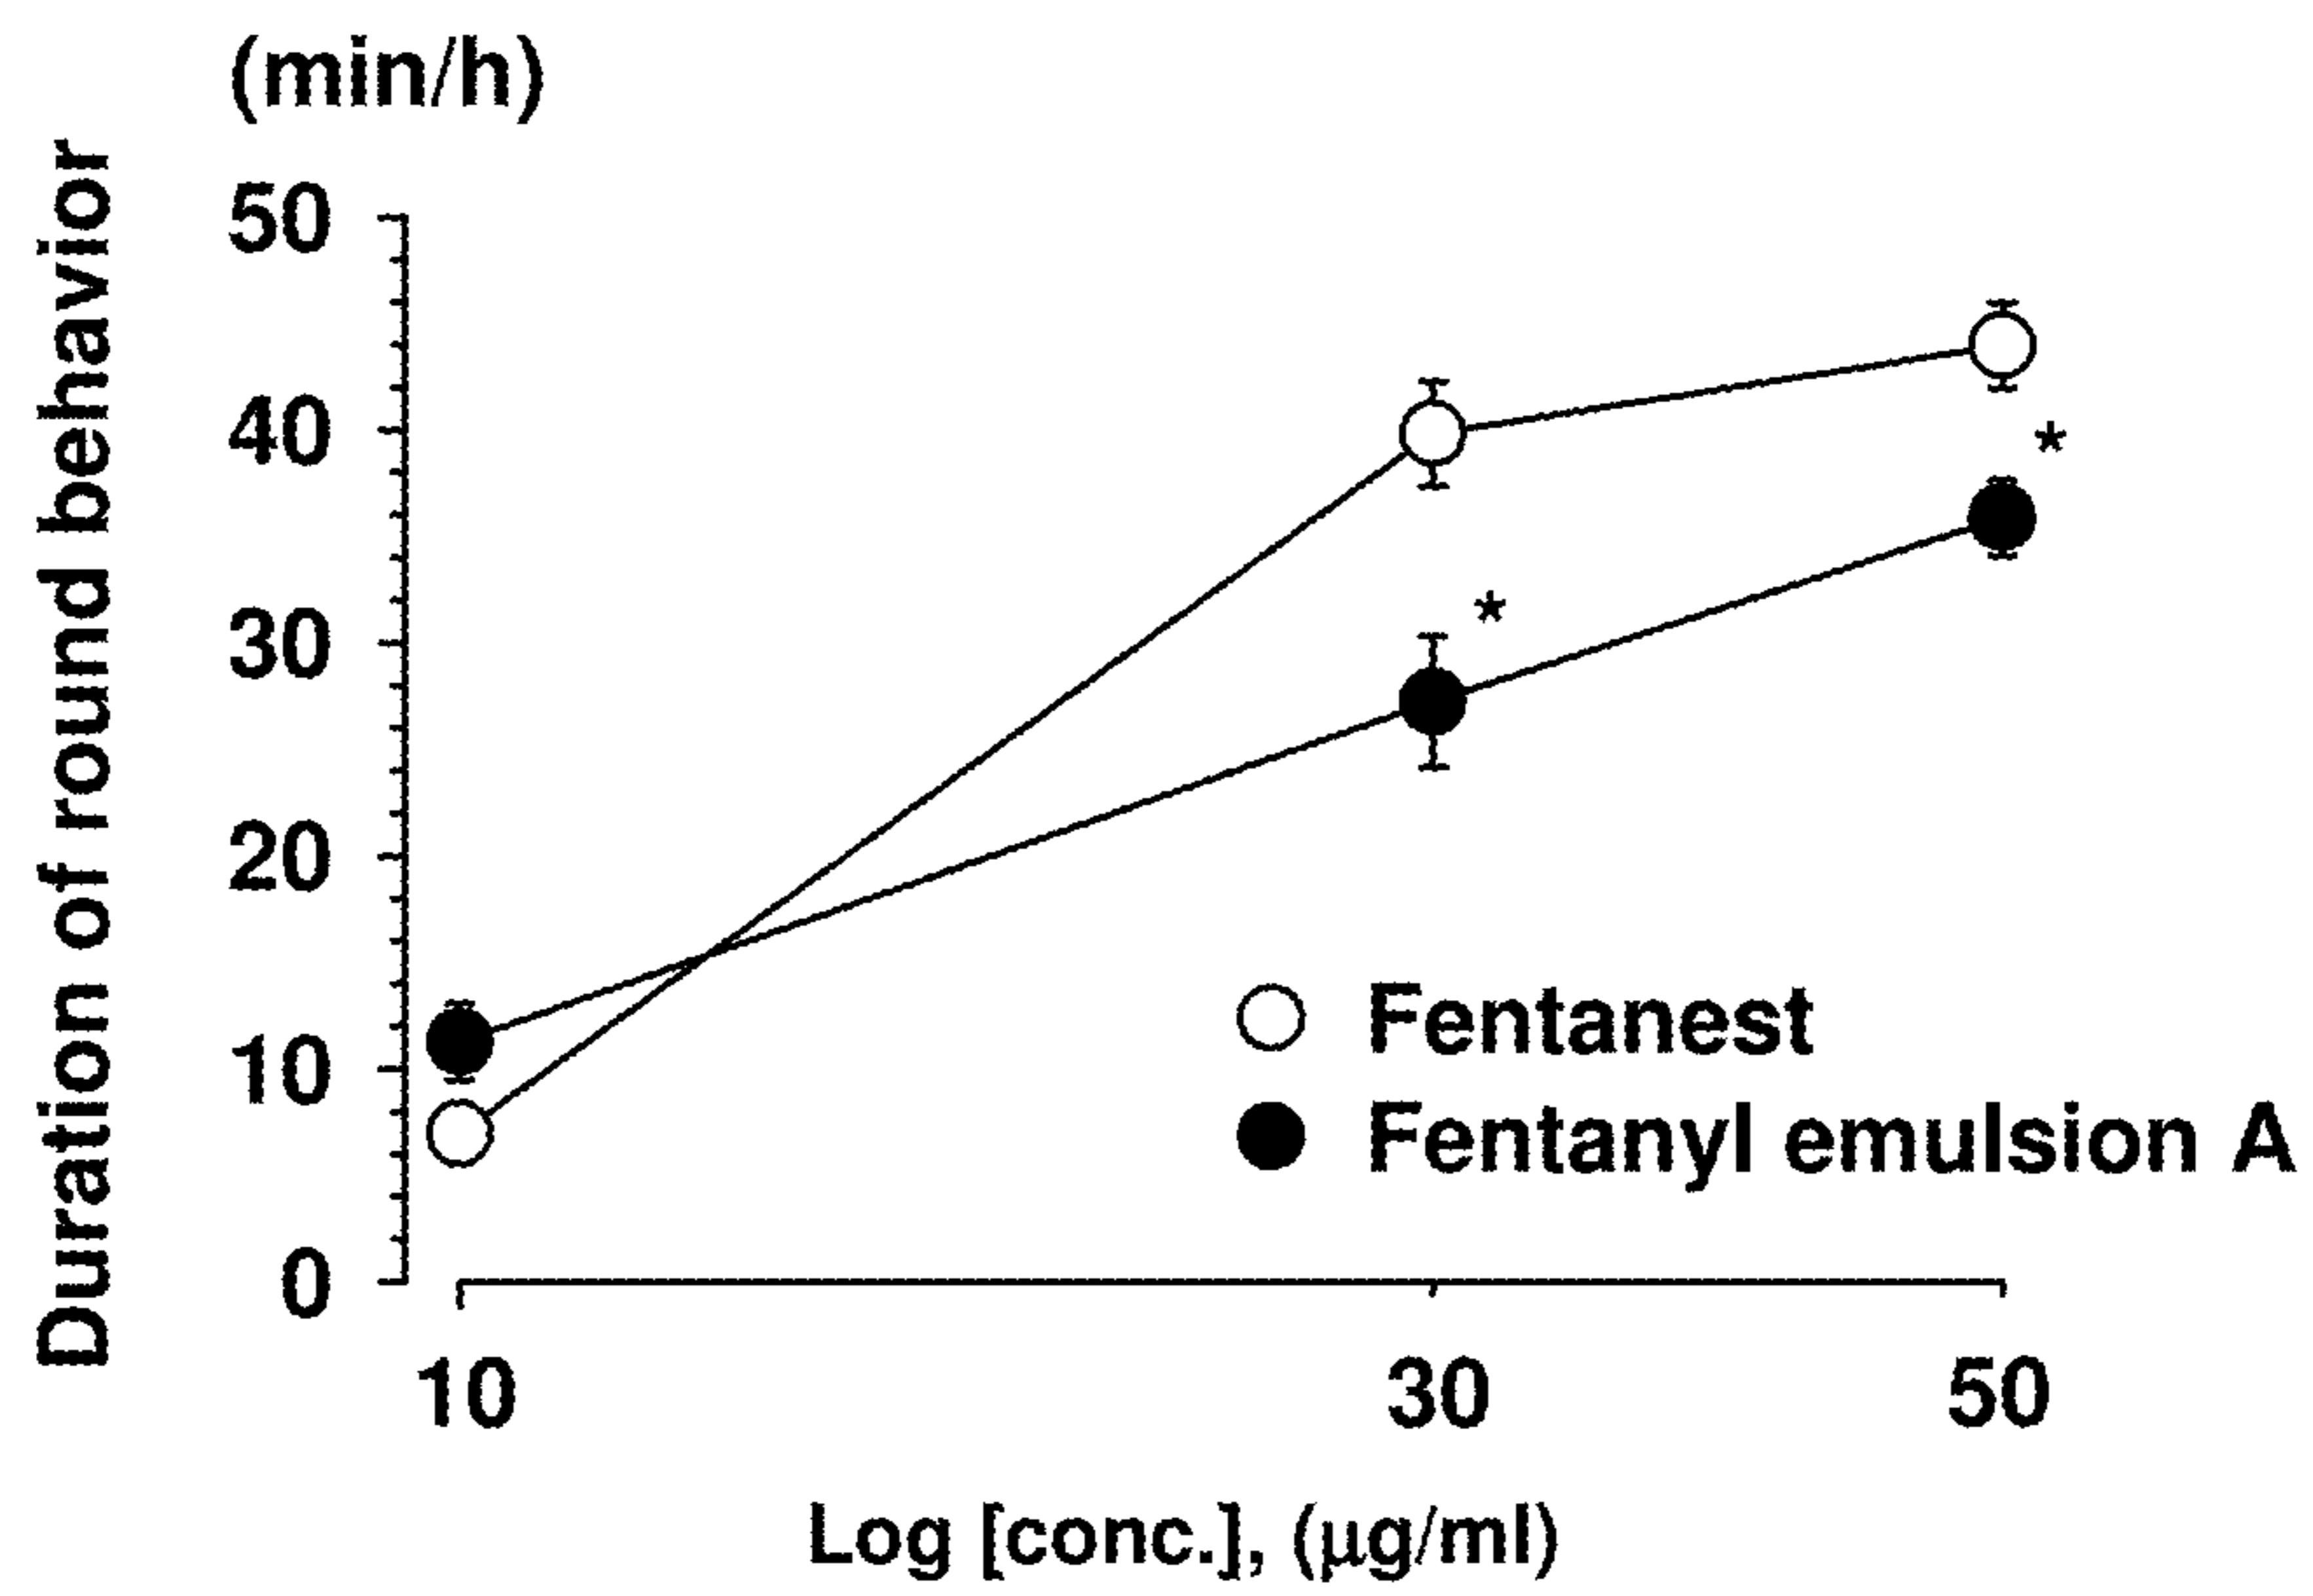 (min/h)
Duration of round behavior
50
40
30
20
10
0
*
*
Fentanest
Fentanyl emulsion A
10 30 50
Log [conc.], (μg/ml)